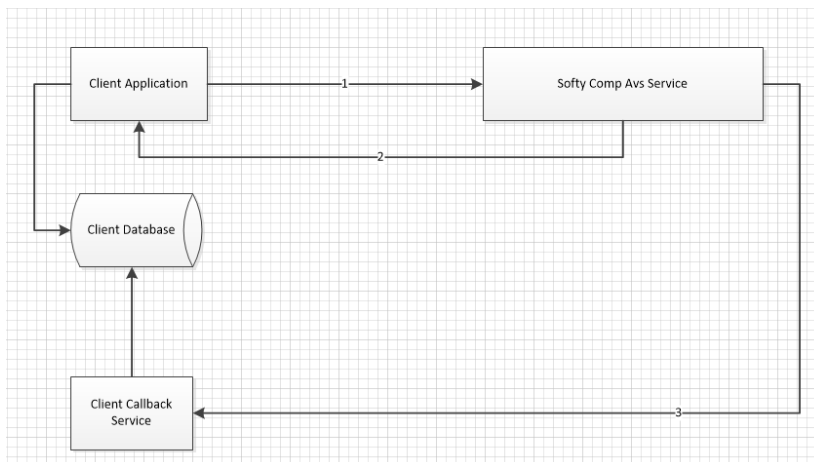 Client Application
1
Softy Comp Avs Service
2
Client Database
Client Callback
Service
3